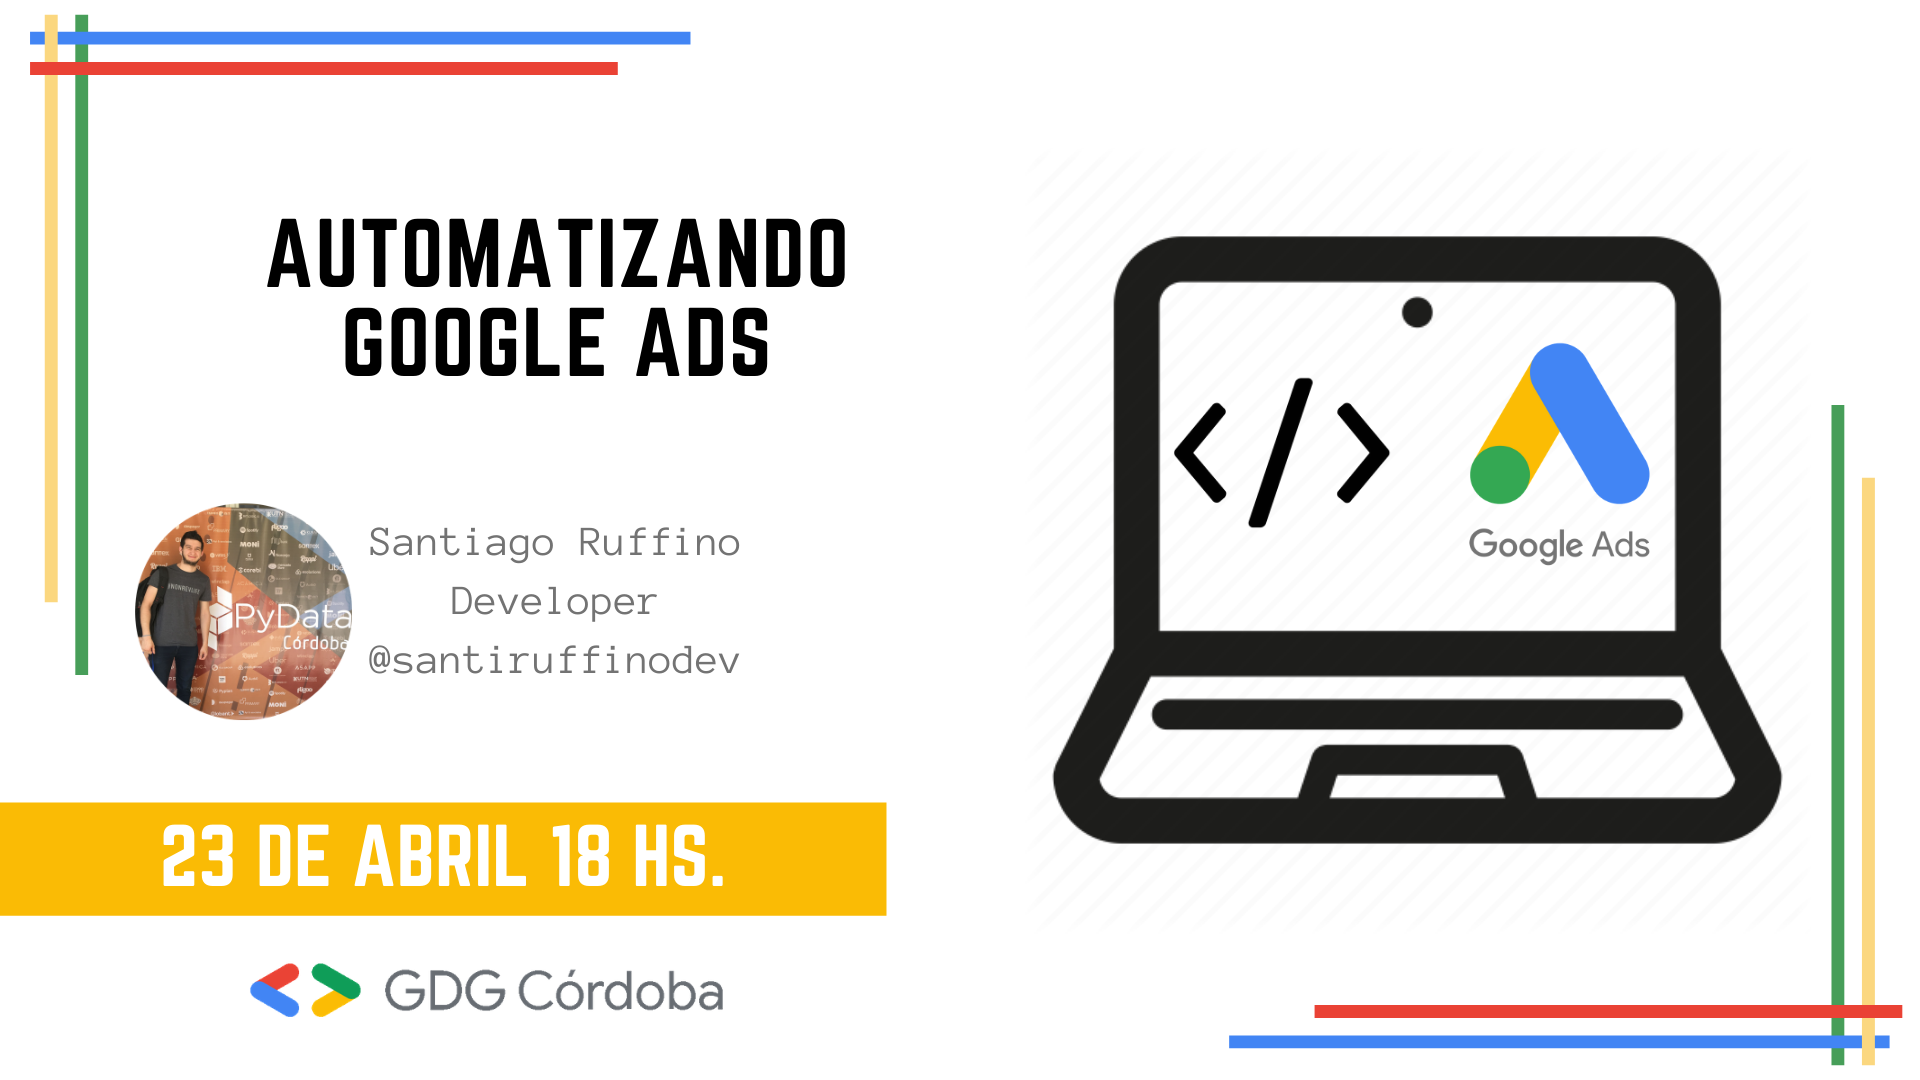 AUTOMATIZANDO
GOOGLE ADS
</>
Google Ads
Santiago Ruffino
Developer
@santiruffinodev
PyData
Córdoba
23 DE ABRIL 18 HS.
GDG Córdoba